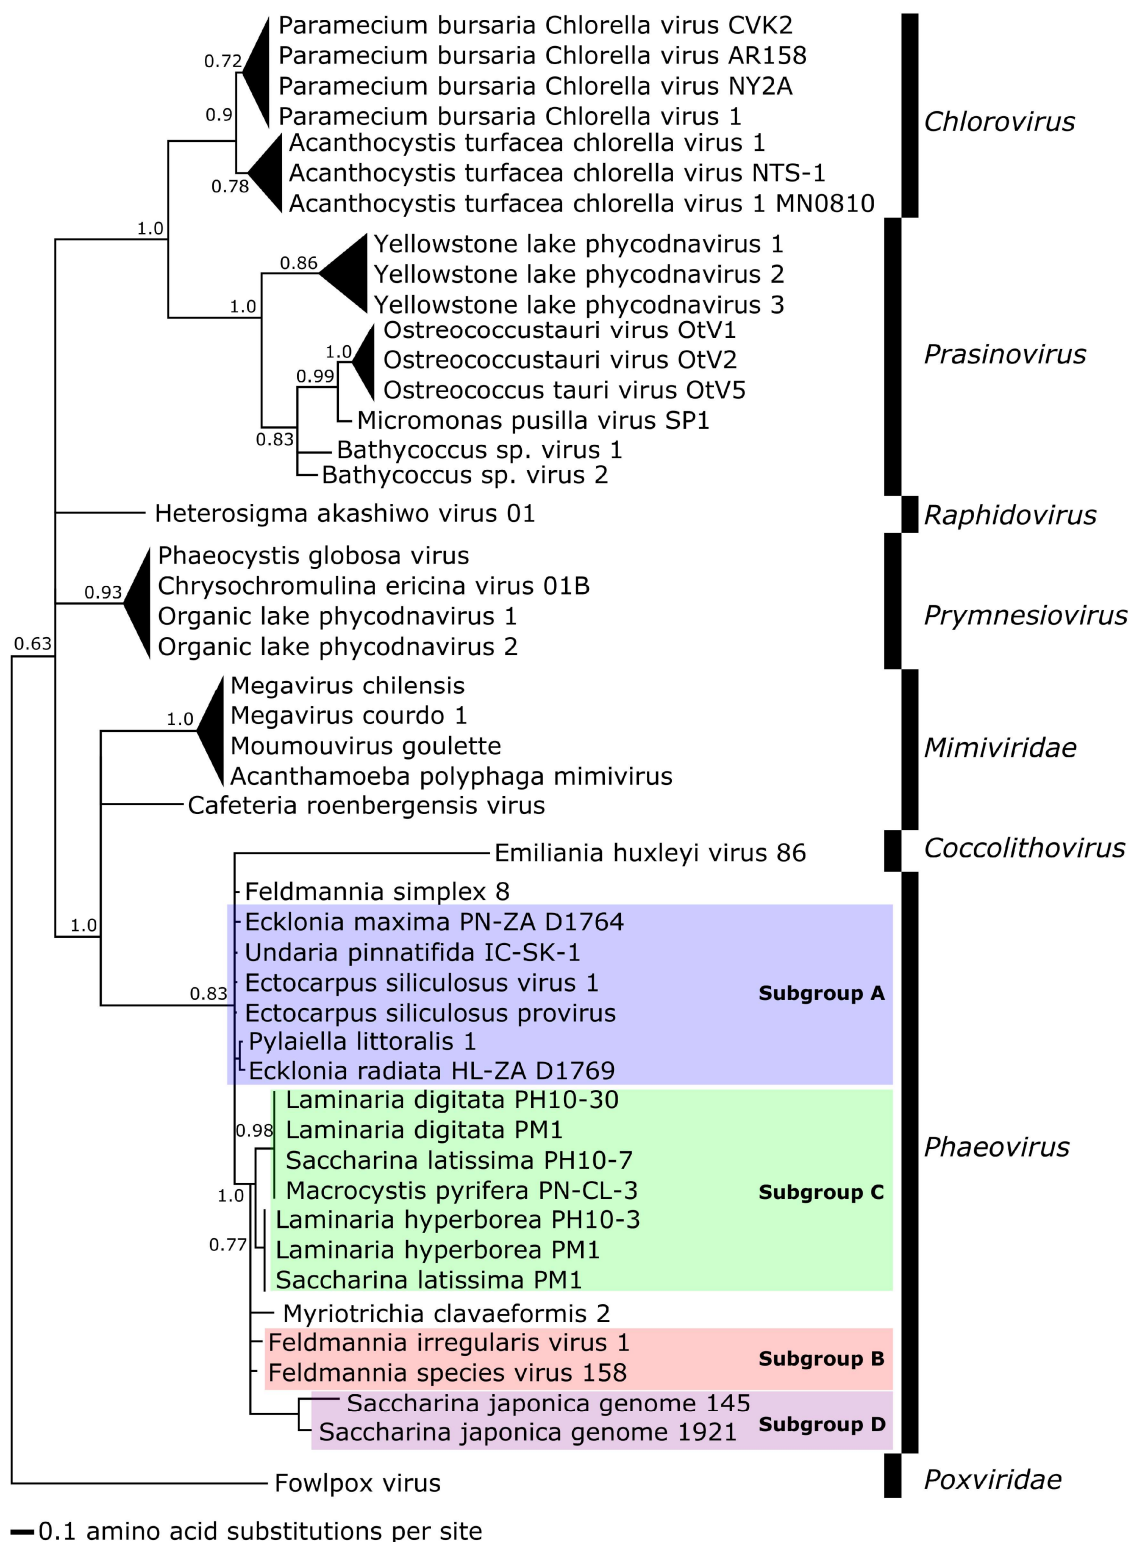 Paramecium bursaria Chlorella virus CVK2
0.72
Paramecium bursaria Chlorella virus AR158
Paramecium bursaria Chlorella virus NY2A
0.9
Paramecium bursaria Chlorella virus 1
Chlorovirus
Acanthocystis turfacea chlorella virus 1
0.78
Acanthocystis turfacea chlorella virus NTS-1
Acanthocystis turfacea chlorella virus 1 MN0810
1.0
Yellowstone lake phycodnavirus 1
0.86
Yellowstone lake phycodnavirus 2
1.0
Yellowstone lake phycodnavirus 3
Ostreococcustauri virus OtV1
1.0
Ostreococcustauri virus OtV2
Prasinovirus
0.99
Ostreococcus tauri virus OtV5
Micromonas pusilla virus SP1
0.83
Bathycoccus sp. virus 1
Bathycoccus sp. virus 2
Heterosigma akashiwo virus 01
Raphidovirus
Phaeocystis globosa virus
0.93
Chrysochromulina ericina virus 01B
Organic lake phycodnavirus 1
Prymnesiovirus
Organic lake phycodnavirus 2
0.63
Megavirus chilensis
1.0
Megavirus courdo 1
Moumouvirus goulette
Mimiviridae
Acanthamoeba polyphaga mimivirus
Cafeteria roenbergensis virus
Emiliania huxleyi virus 86
Coccolithovirus
Feldmannia simplex 8
1.0
Ecklonia maxima PN-ZA D1764
Undaria pinnatifida IC-SK-1
0.83
Ectocarpus siliculosus virus 1
Subgroup A
Ectocarpus siliculosus provirus
Pylaiella littoralis 1
Ecklonia radiata HL-ZA D1769
Laminaria digitata PH10-30
0.98
Laminaria digitata PM1
Phaeovirus
Saccharina latissima PH10-7
1.0
Macrocystis pyrifera PN-CL-3
Subgroup C
Laminaria hyperborea PH10-3
0.77
Laminaria hyperborea PM1
Saccharina latissima PM1
Myriotrichia clavaeformis 2
Feldmannia irregularis virus 1
Subgroup B
Feldmannia species virus 158
Saccharina japonica genome 145
Subgroup D
Saccharina japonica genome 1921
Fowlpox virus
Poxviridae
0.1 amino acid substitutions per site